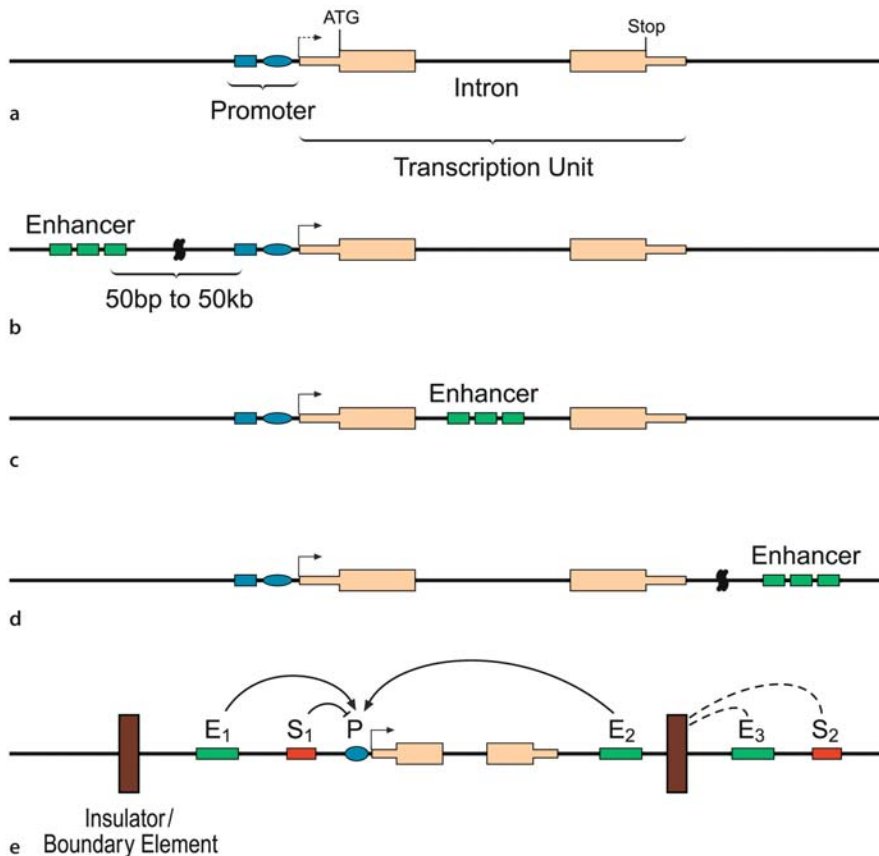 ATG
Stop
Intron
Promoter
a
Transcription Unit
Enhancer
50bp to 50kb
b
Enhancer
c
Enhancer
d
E1 S1 P E2 E3 S2
Insulator/
Boundary Element
e